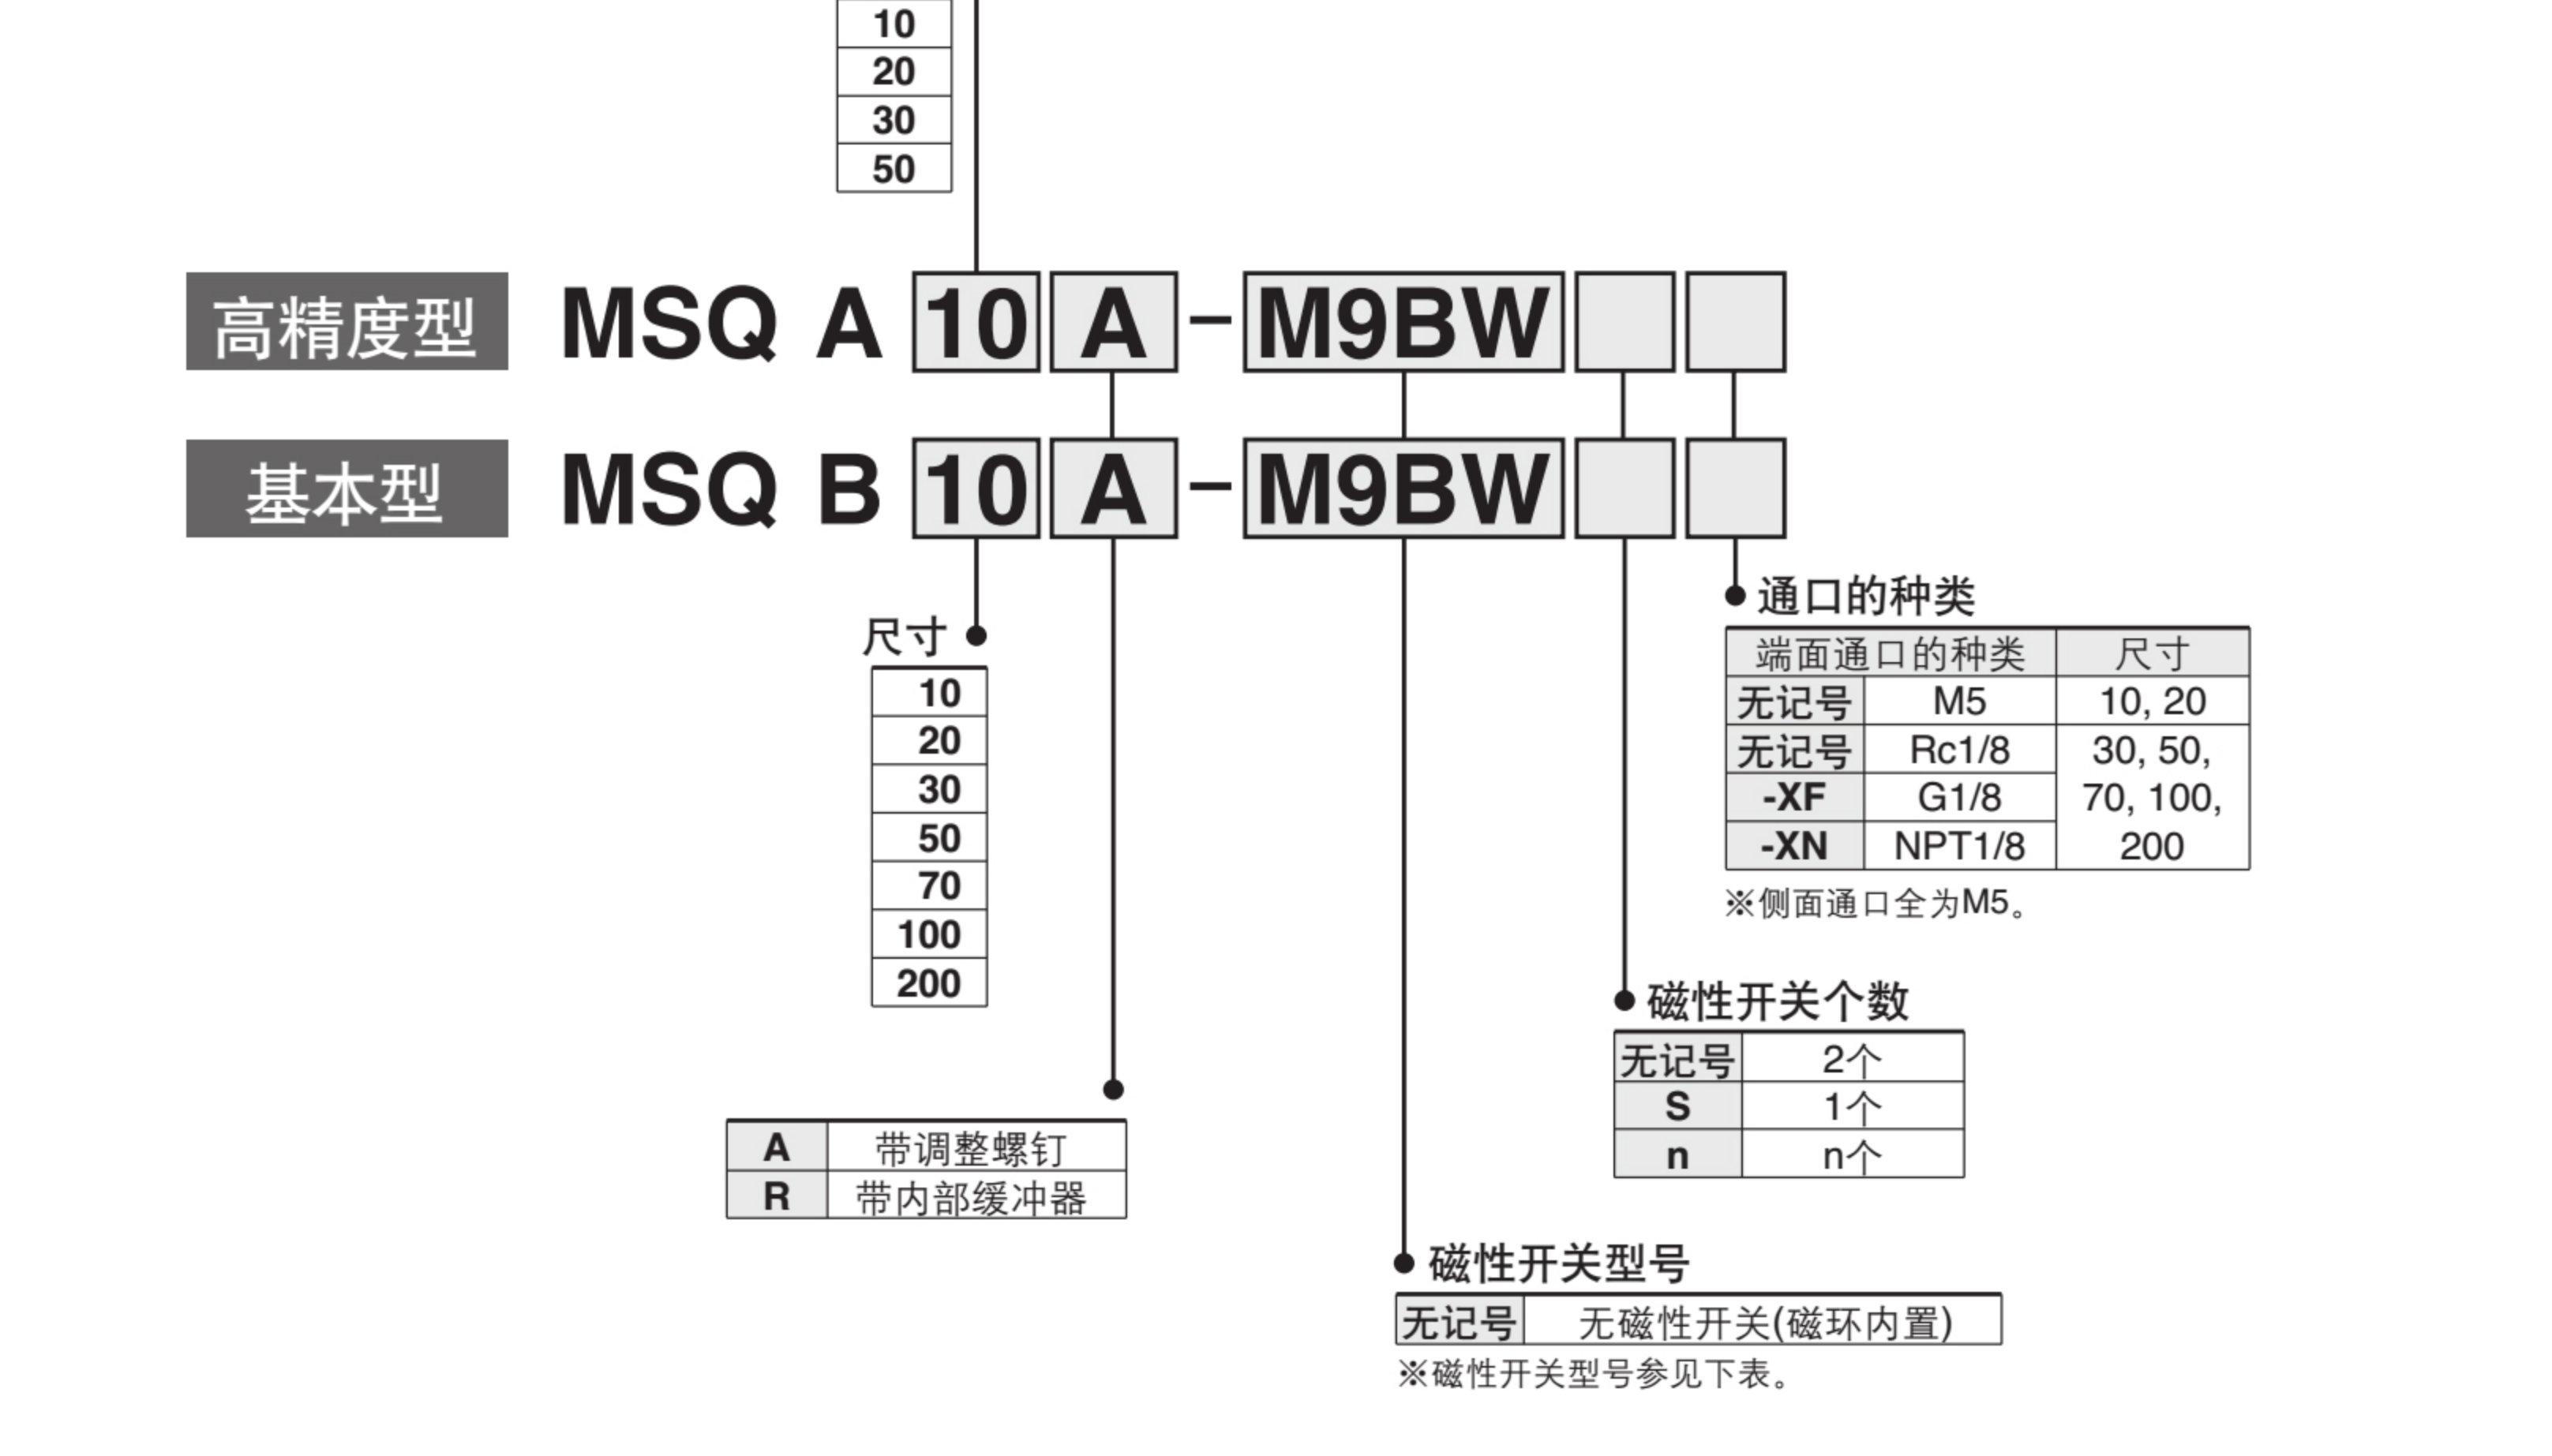 10
20
30
50
高精度型 MSQ A 10 A - M9BW
基本型 MSQ B 10 A - M9BW
尺寸
10
20
30
50
70
100
200
通口的种类
端面通口的种类 尺寸
无记号 M5 10, 20
无记号 Rc1/8 30, 50,
-XF G1/8 70, 100,
-XN NPT1/8 200
※侧面通口全为M5。
磁性开关个数
无记号 2个
S 1个
n n个
A 带调整螺钉
R 带内部缓冲器
磁性开关型号
无记号 无磁性开关(磁环内置)
※磁性开关型号参见下表。